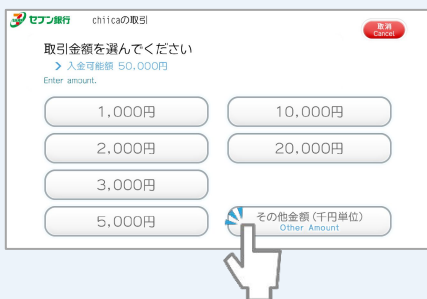 セブン銀行 chiicaの取引
取消
Cancel
取引金額を選んでください
入金可能額 50,000円
Enter amount.
1,000円
10,000円
2,000円
20,000円
3,000円
5,000円
その他金額(千円単位)
Other Amount